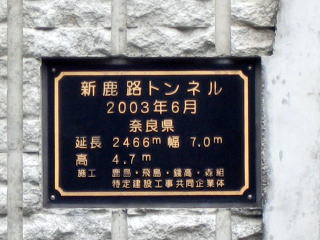 新鹿路トンネル
2003年6月
奈良県
延長 2466m 幅 7.0m
高 4.7m
施工 鹿島・飛島・錢高・森組
特定建設工事共同企業体